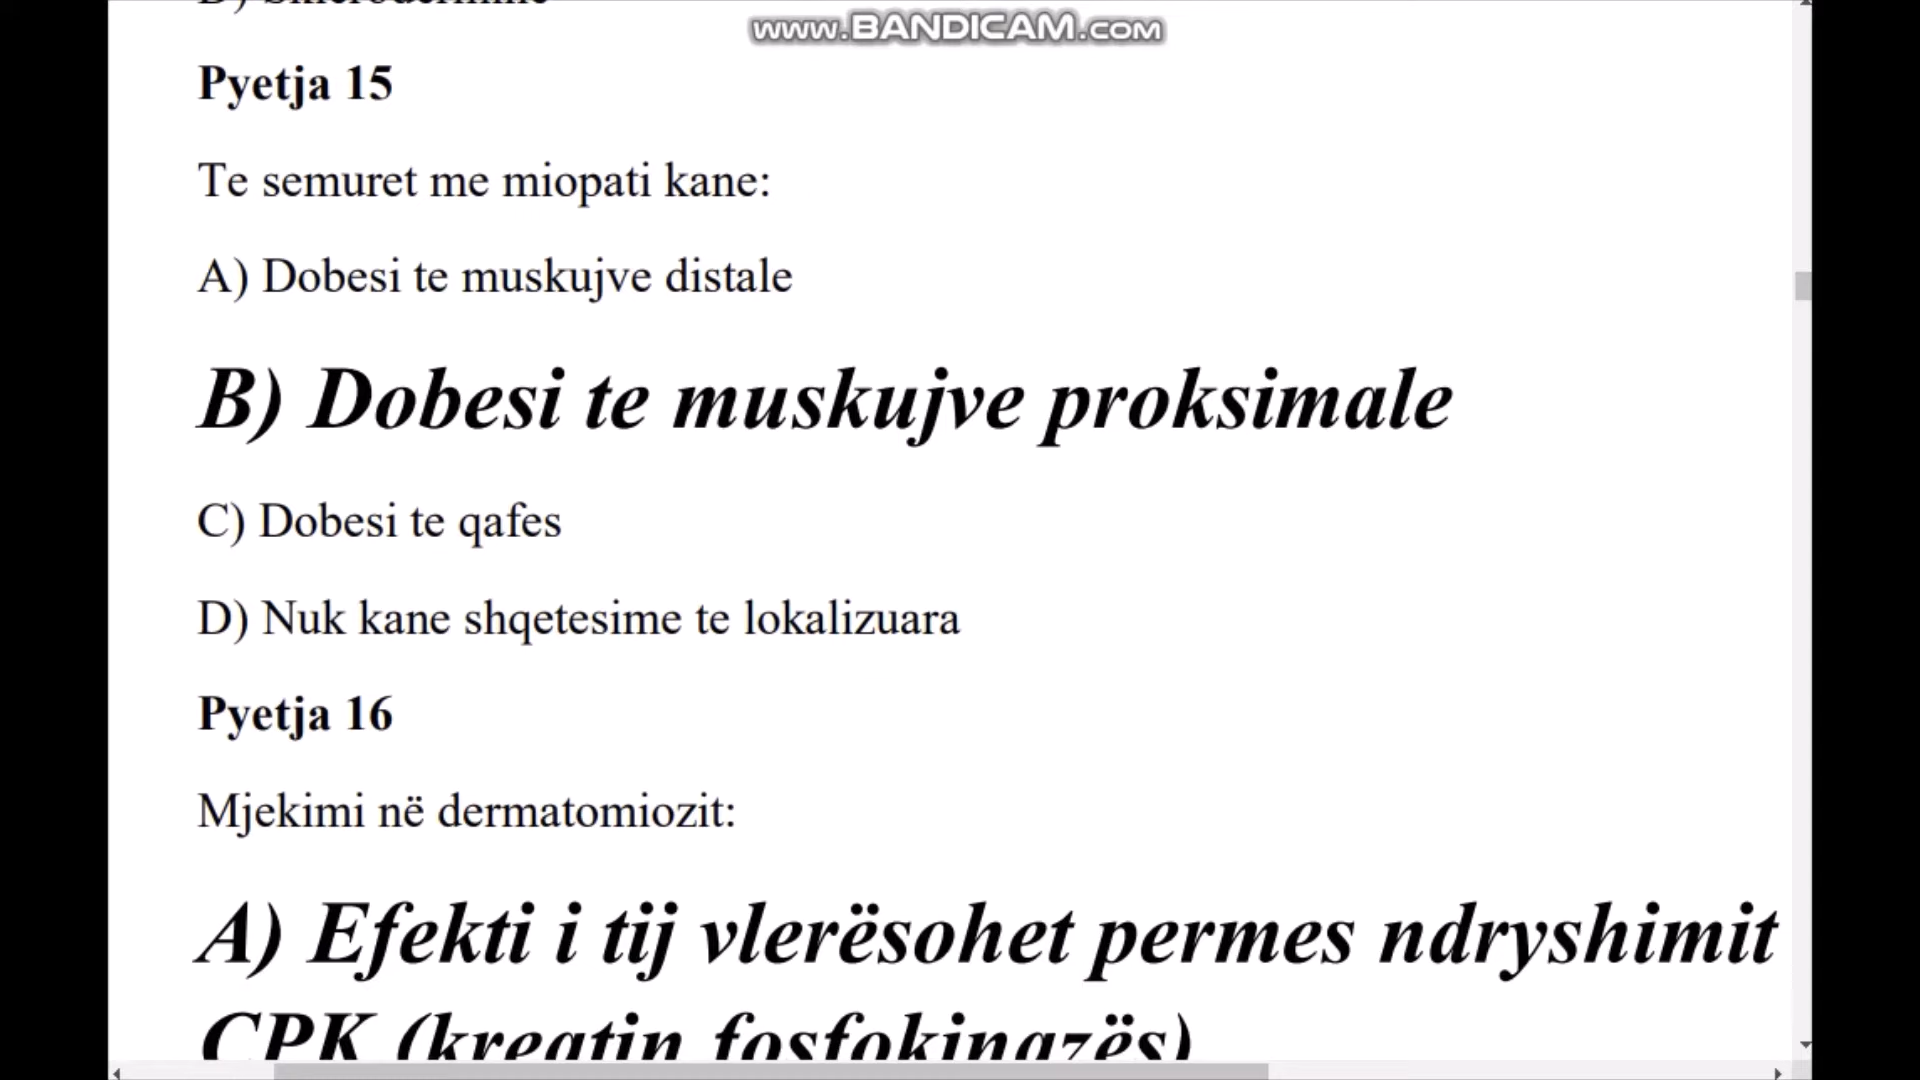 www.BANDICAM.com
Pyetja 15
Te semuret me miopati kane:
A) Dobesi te muskujve distale
B) Dobesi te muskujve proksimale
C) Dobesi te qafes
D) Nuk kane shqetesime te lokalizuara
Pyetja 16
Mjekimi në dermatomiozit:
A) Efekti i tij vlerësohet permes ndryshimit
CPK (kreatin fosfokinazës)